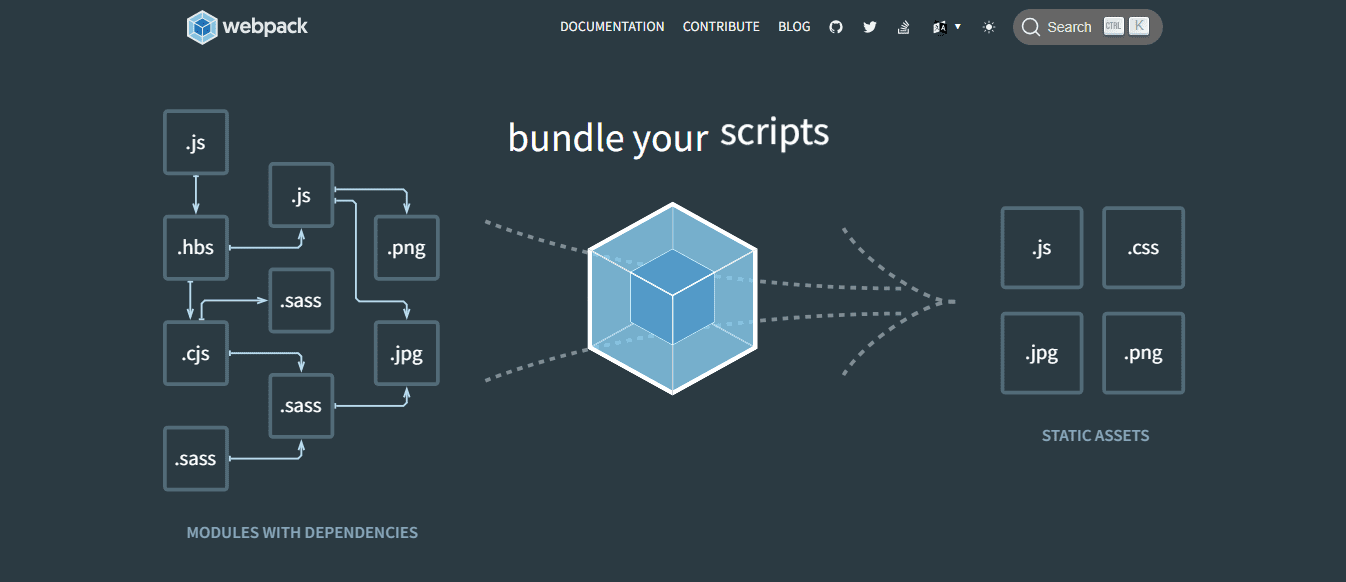 webpack
DOCUMENTATION CONTRIBUTE BLOG Search CTRL K
bundle your scripts
.js
.js
.hbs
.png
.sass
.cjs
.jpg
.sass
.sass
MODULES WITH DEPENDENCIES
.js .css
.jpg .png
STATIC ASSETS